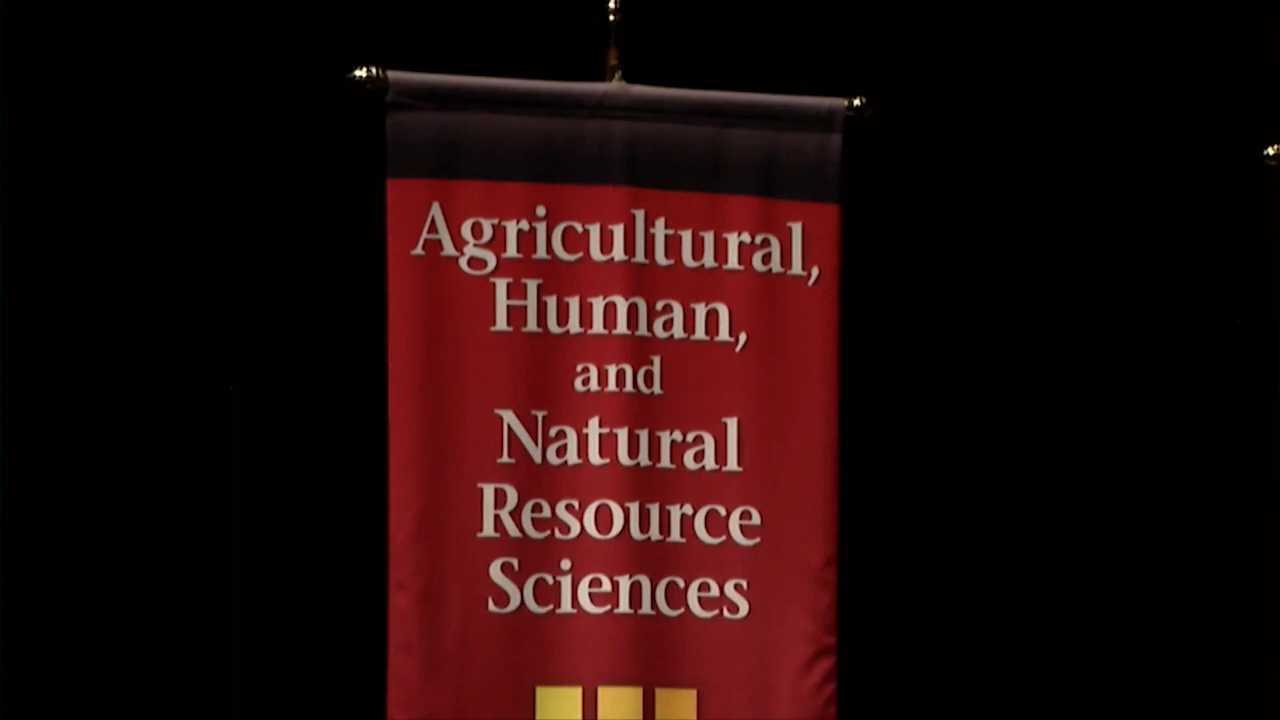 Agricultural,
Human,
and
Natural
Resource
Sciences